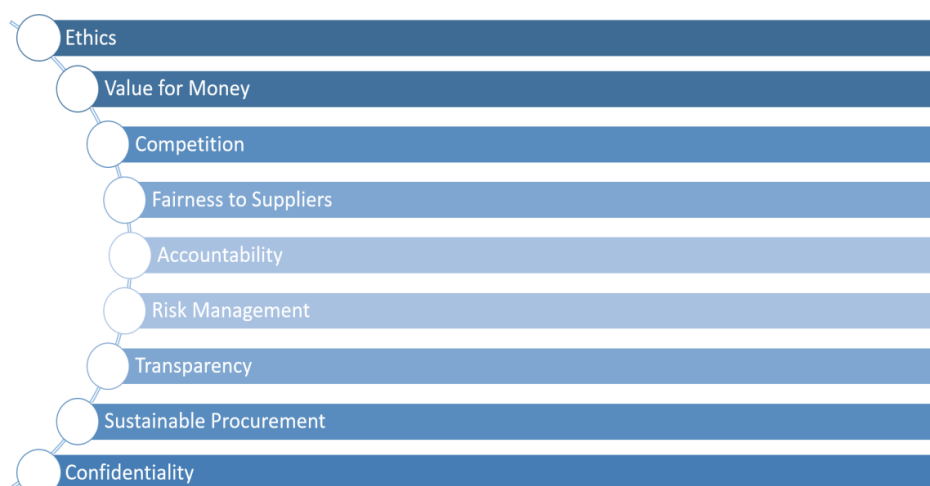 Ethics
Value for Money
Competition
Fairness to Suppliers
Accountability
Risk Management
Transparency
Sustainable Procurement
Confidentiality